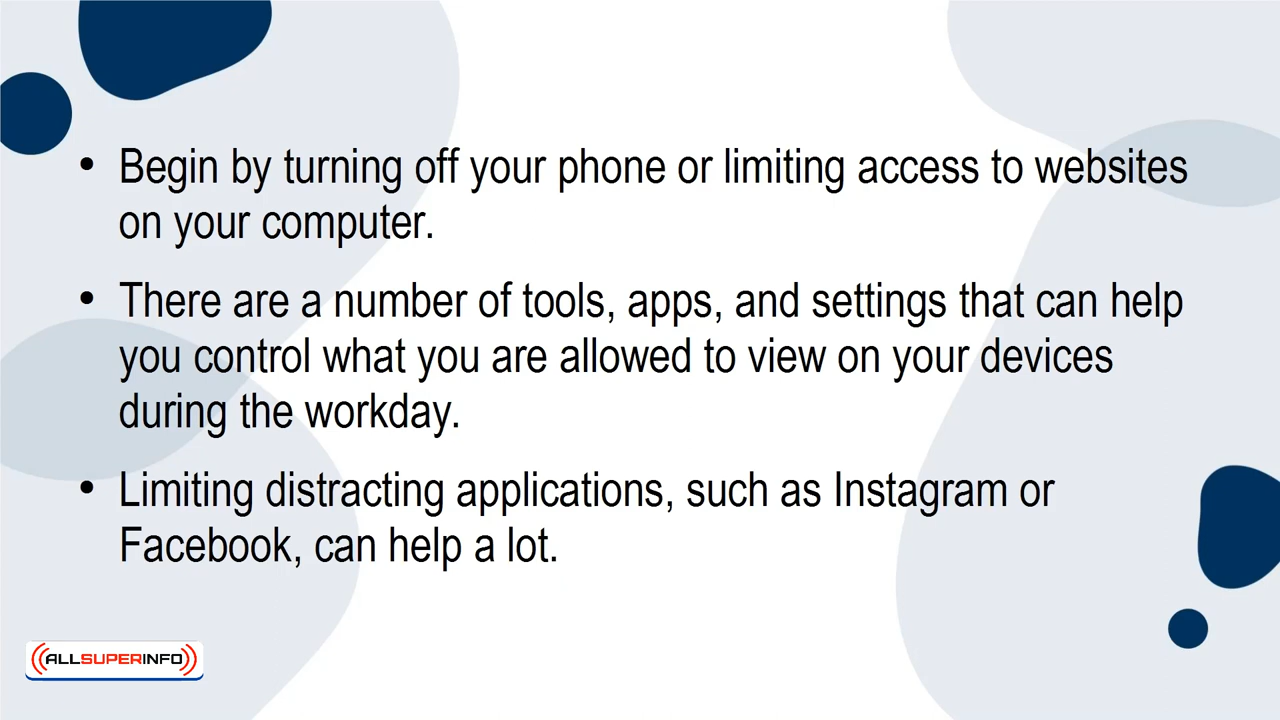 • Begin by turning off your phone or limiting access to websites
on your computer.
• There are a number of tools, apps, and settings that can help
you control what you are allowed to view on your devices
during the workday.
• Limiting distracting applications, such as Instagram or
Facebook, can help a lot.
ALLSUPERINFO